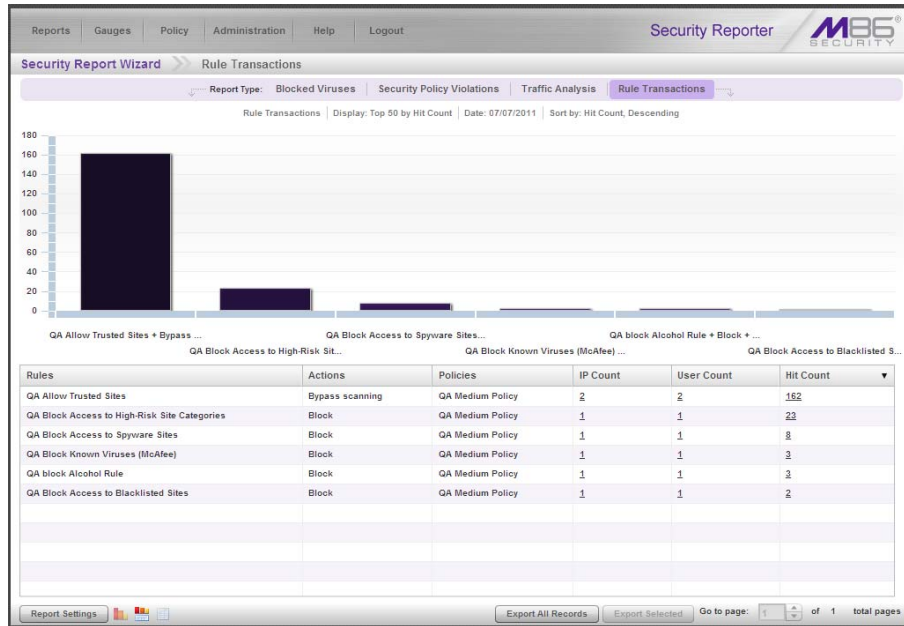 Reports Gauges Policy Administration Help Logout
Security Reporter
M86®
SECURITY
Security Report Wizard Rule Transactions
Report Type: Blocked Viruses Security Policy Violations Traffic Analysis Rule Transactions
Rule Transactions Display: Top 50 by Hit Count Date: 07/07/2011 Sort by: Hit Count, Descending
180
160
140
120
100
80
60
40
20
0
QA Allow Trusted Sites + Bypass ... QA Block Access to Spyware Sites... QA block Alcohol Rule + Block + ...
QA Block Access to High-Risk Sit... QA Block Known Viruses (McAfee) ... QA Block Access to Blacklisted S...
Rules Actions Policies IP Count User Count Hit Count
QA Allow Trusted Sites Bypass scanning QA Medium Policy 2 2 162
QA Block Access to High-Risk Site Categories Block QA Medium Policy 1 1 23
QA Block Access to Spyware Sites Block QA Medium Policy 1 1 8
QA Block Known Viruses (McAfee) Block QA Medium Policy 1 1 3
QA block Alcohol Rule Block QA Medium Policy 1 1 3
QA Block Access to Blacklisted Sites Block QA Medium Policy 1 1 2
Report Settings Export All Records Export Selected Go to page: 1 of 1 total pages